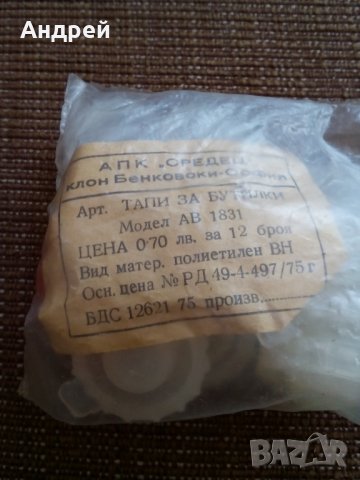 Андрей
АПК „СРЕДЕЦ
клон Бенковски-София
Арт. ТАПИ ЗА БУТИЛКИ
Модел АВ 1831
ЦЕНА 0·70 лв. за 12 броя
Вид матер. полиетилен ВН
Осн. цена № РД 49-4-497/75 г
БДС 12621 75 произв.............
bazar